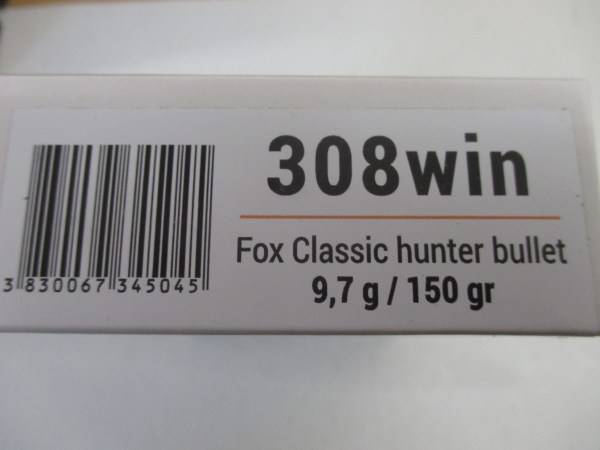 308win
Fox Classic hunter bullet
9,7 g / 150 gr
3 830067 345045